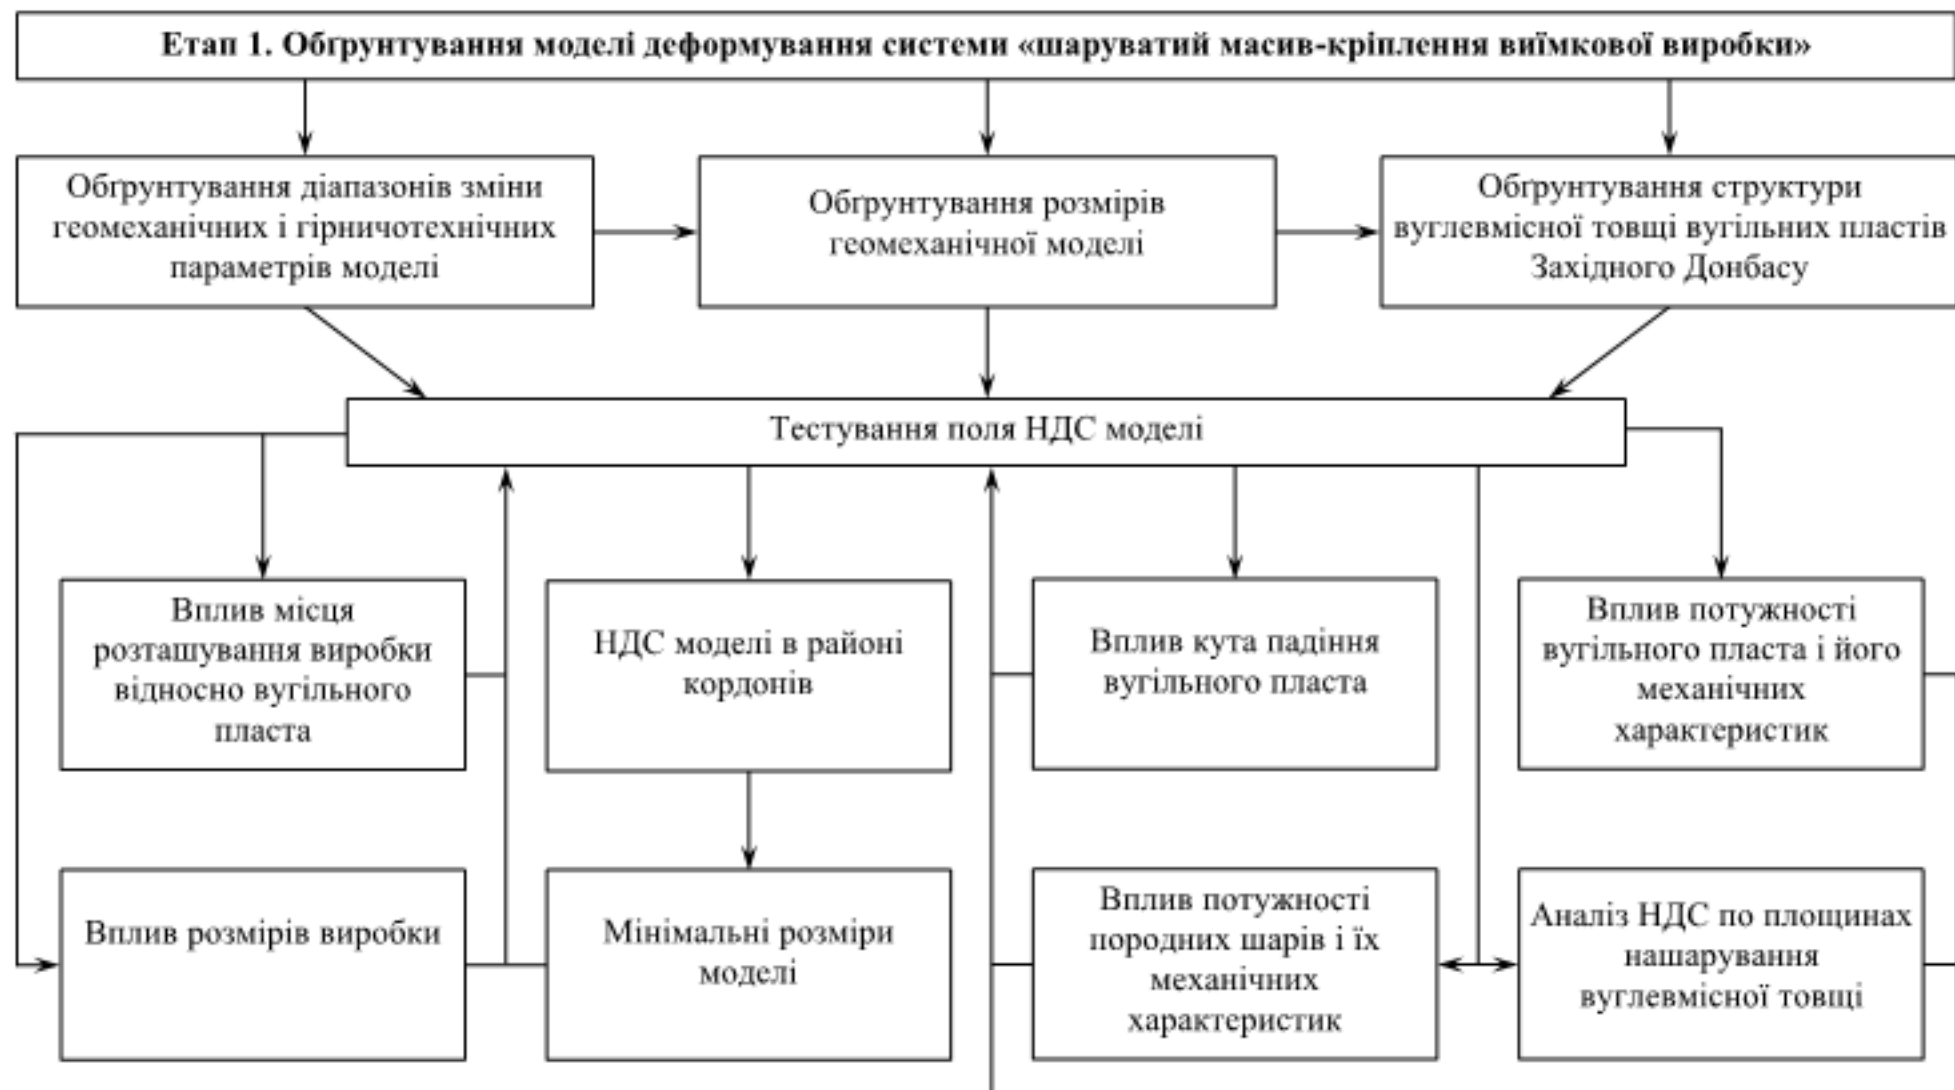 Етап 1. Обґрунтування моделі деформування системи «шаруватий масив-кріплення виїмкової виробки»
Обґрунтування діапазонів зміни
геомеханічних і гірничотехнічних
параметрів моделі
Обґрунтування розмірів
геомеханічної моделі
Обґрунтування структури
вуглевмісної товщі вугільних пластів
Західного Донбасу
Тестування поля НДС моделі
Вплив місця
розташування виробки
відносно вугільного
пласта
НДС моделі в районі
кордонів
Вплив кута падіння
вугільного пласта
Вплив потужності
вугільного пласта і його
механічних
характеристик
Вплив розмірів виробки
Мінімальні розміри
моделі
Вплив потужності
породних шарів і їх
механічних
характеристик
Аналіз НДС по площинах
нашарування
вуглевмісної товщі